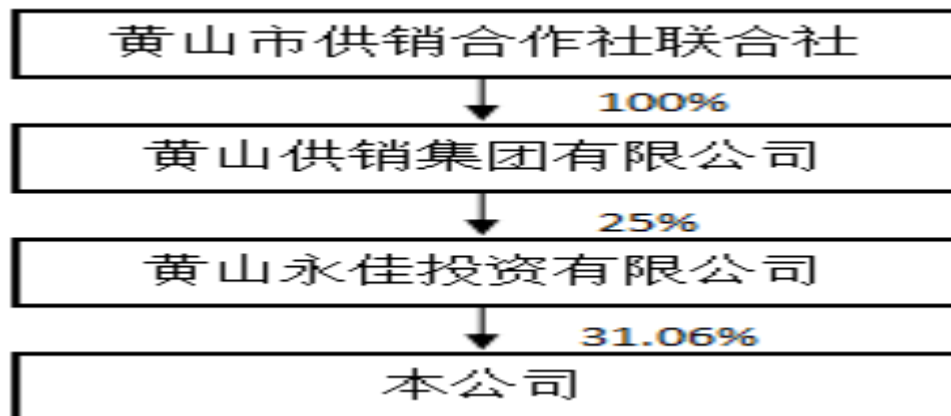 黄山市供销合作社联合社
100%
黄山供销集团有限公司
25%
黄山永佳投资有限公司
31.06%
本公司